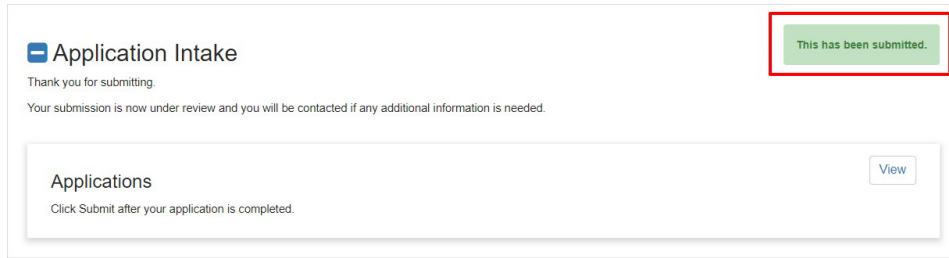 Application Intake
This has been submitted.
Thank you for submitting.
Your submission is now under review and you will be contacted if any additional information is needed.
Applications
View
Click Submit after your application is completed.